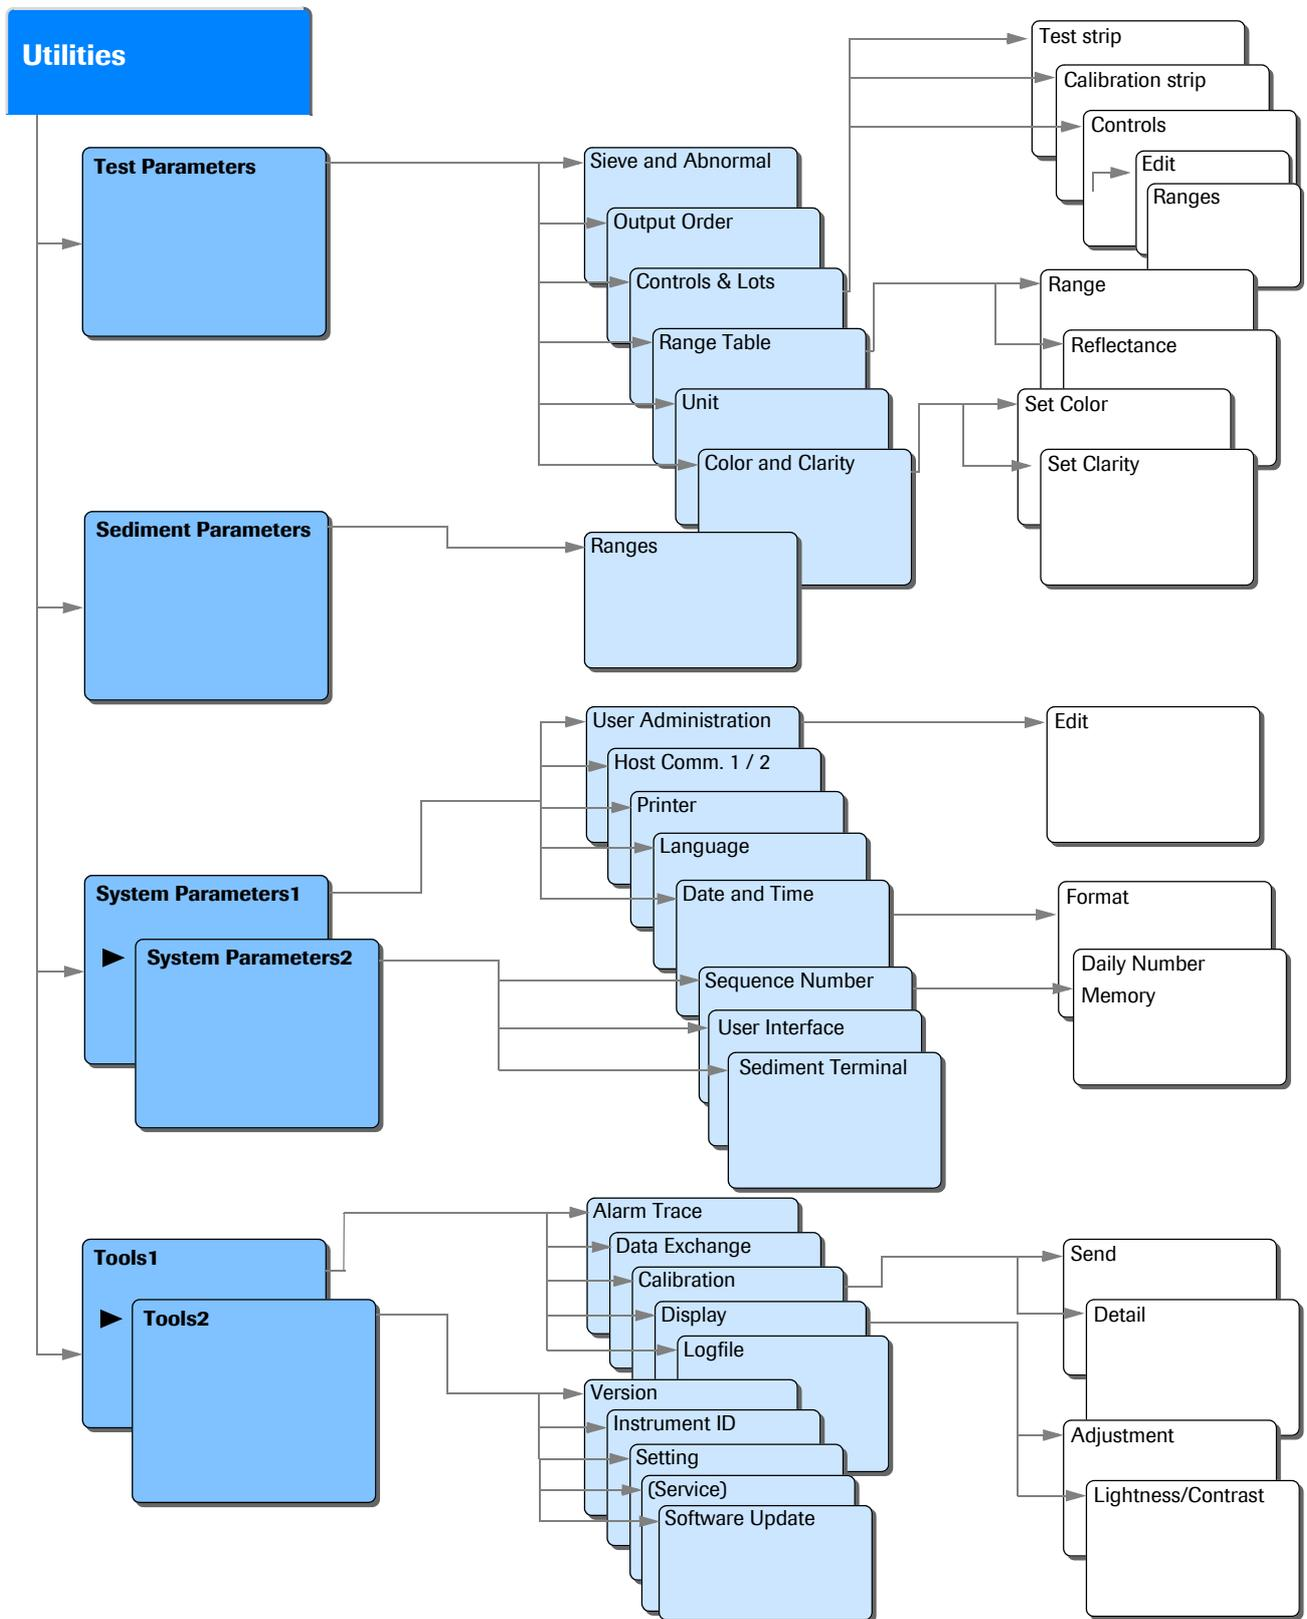 Utilities
Test Parameters
Sieve and Abnormal
Output Order
Controls & Lots
Range Table
Unit
Color and Clarity
Test strip
Calibration strip
Controls
Edit
Ranges
Range
Reflectance
Set Color
Set Clarity
Sediment Parameters
Ranges
System Parameters1
System Parameters2
User Administration
Host Comm. 1 / 2
Printer
Language
Date and Time
Sequence Number
User Interface
Sediment Terminal
Edit
Format
Daily Number
Memory
Tools1
Tools2
Alarm Trace
Data Exchange
Calibration
Display
Logfile
Version
Instrument ID
Setting
(Service)
Software Update
Send
Detail
Adjustment
Lightness/Contrast